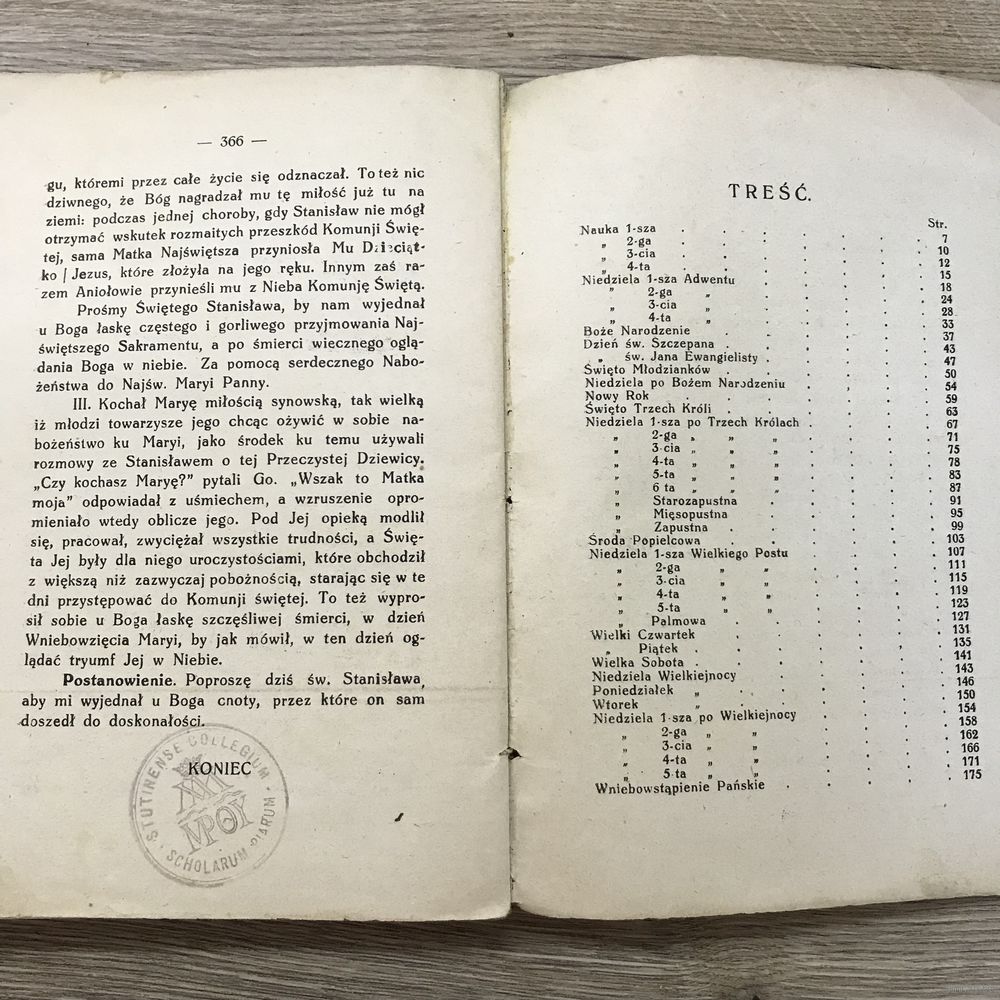 — 366 —
gu, któremi przez całe życie się odznaczał. To też nic
dziwnego, że Bóg nagradzał mu tę miłość już tu na
ziemi: podczas jednej choroby, gdy Stanisław nie mógł
otrzymać wskutek rozmaitych przeszkód Komunji Świę-
tej, sama Matka Najświętsza przyniosła Mu Dzieciąt-
ko Jezus, które złożyła na jego ręku. Innym zaś ra-
zem Aniołowie przynieśli mu z Nieba Komunję Świętą.
Prośmy Świętego Stanisława, by nam wyjednał
u Boga łaskę częstego i gorliwego przyjmowania Naj-
świętszego Sakramentu, a po śmierci wiecznego oglą-
dania Boga w niebie. Za pomocą serdecznego Nabo-
żeństwa do Najśw. Maryi Panny.
III. Kochał Maryę miłością synowską, tak wielką
iż młodzi towarzysze jego chcąc ożywić w sobie na-
bożeństwo ku Maryi, jako środek ku temu używali
rozmowy ze Stanisławem o tej Przeczystej Dziewicy.
„Czy kochasz Maryę?” pytali Go. „Wszak to Matka
moja” odpowiadał z uśmiechem, a wzruszenie opro-
mieniało wtedy oblicze jego. Pod Jej opieką modlił
się, pracował, zwyciężał wszystkie trudności, a Świę-
ta Jej były dla niego uroczystościami, które obchodził
z większą niż zazwyczaj pobożnością, starając się w te
dni przystępować do Komunji świętej. To też wypro-
sił sobie u Boga łaskę szczęśliwej śmierci, w dzień
Wniebowzięcia Maryi, by jak mówił, w ten dzień og-
lądać tryumf Jej w Niebie.
Postanowienie. Poproszę dziś św. Stanisława,
aby mi wyjednał u Boga cnoty, przez które on sam
doszedł do doskonałości.
KONIEC
STUTINENSE COLLEGIUM
SCHOLARUM PIARUM
TREŚĆ.
Str.
Nauka 1-sza . . . . . . . 7
„ 2-ga . . . . . . . 10
„ 3-cia . . . . . . . 12
„ 4-ta . . . . . . . 15
Niedziela 1-sza Adwentu . . . . . 18
„ 2-ga „ . . . . . 24
„ 3-cia „ . . . . . 28
„ 4-ta „ . . . . . 33
Boże Narodzenie . . . . . . 37
Dzień św. Szczepana . . . . . . 43
„ św. Jana Ewangielisty . . . . . 47
Święto Młodzianków . . . . . . 50
Niedziela po Bożem Narodzeniu . . . . 54
Nowy Rok . . . . . . . 59
Święto Trzech Króli . . . . . . 63
Niedziela 1-sza po Trzech Królach . . . . 67
„ 2-ga „ „ „ . . . . 71
„ 3 cia „ „ „ . . . . 75
„ 4-ta „ „ „ . . . . 78
„ 5-ta „ „ „ . . . . 83
„ 6 ta „ „ „ . . . . 87
„ Starozapustna . . . . . 91
„ Mięsopustna . . . . . 95
„ Zapustna . . . . . . 99
Środa Popielcowa . . . . . . 103
Niedziela 1-sza Wielkiego Postu . . . . 107
„ 2-ga „ „ . . . . 111
„ 3-cia „ „ . . . . 115
„ 4-ta „ „ . . . . 119
„ 5-ta „ „ . . . . 123
„ Palmowa . . . . . . 127
Wielki Czwartek . . . . . . 131
„ Piątek . . . . . . 135
Wielka Sobota . . . . . . 141
Niedziela Wielkiejnocy . . . . . 143
Poniedziałek „ . . . . . 146
Wtorek „ . . . . . 150
Niedziela 1-sza po Wielkiejnocy . . . . 154
„ 2-ga „ „ . . . . 158
„ 3-cia „ „ . . . . 162
„ 4-ta „ „ . . . . 166
„ 5 ta „ „ . . . . 171
Wniebowstąpienie Pańskie . . . . . 175